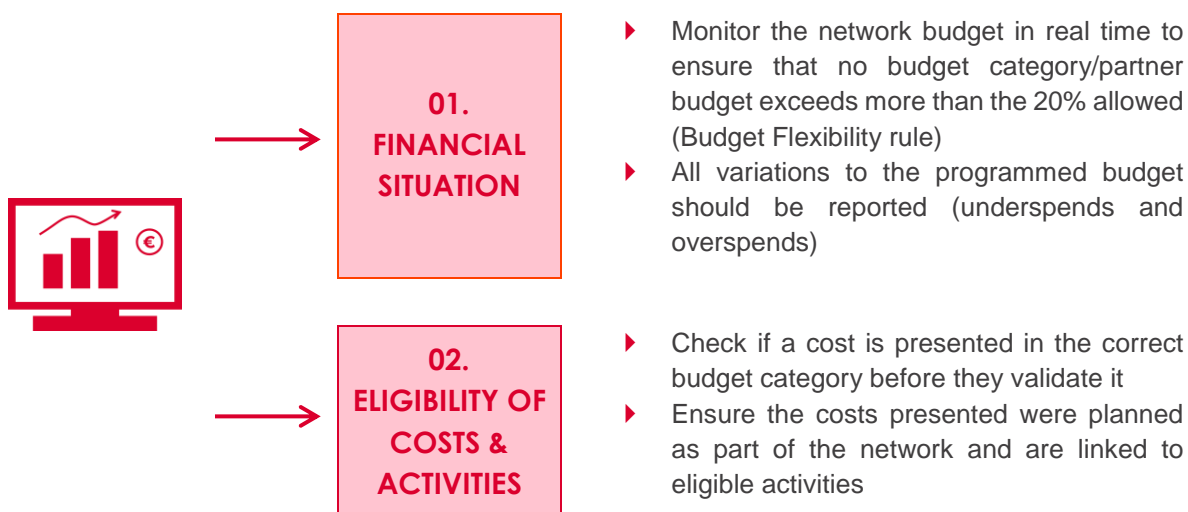 01.
FINANCIAL
SITUATION
Monitor the network budget in real time to
ensure that no budget category/partner
budget exceeds more than the 20% allowed
(Budget Flexibility rule)
All variations to the programmed budget
should be reported (underspends and
overspends)
€
02.
ELIGIBILITY OF
COSTS &
ACTIVITIES
Check if a cost is presented in the correct
budget category before they validate it
Ensure the costs presented were planned
as part of the network and are linked to
eligible activities